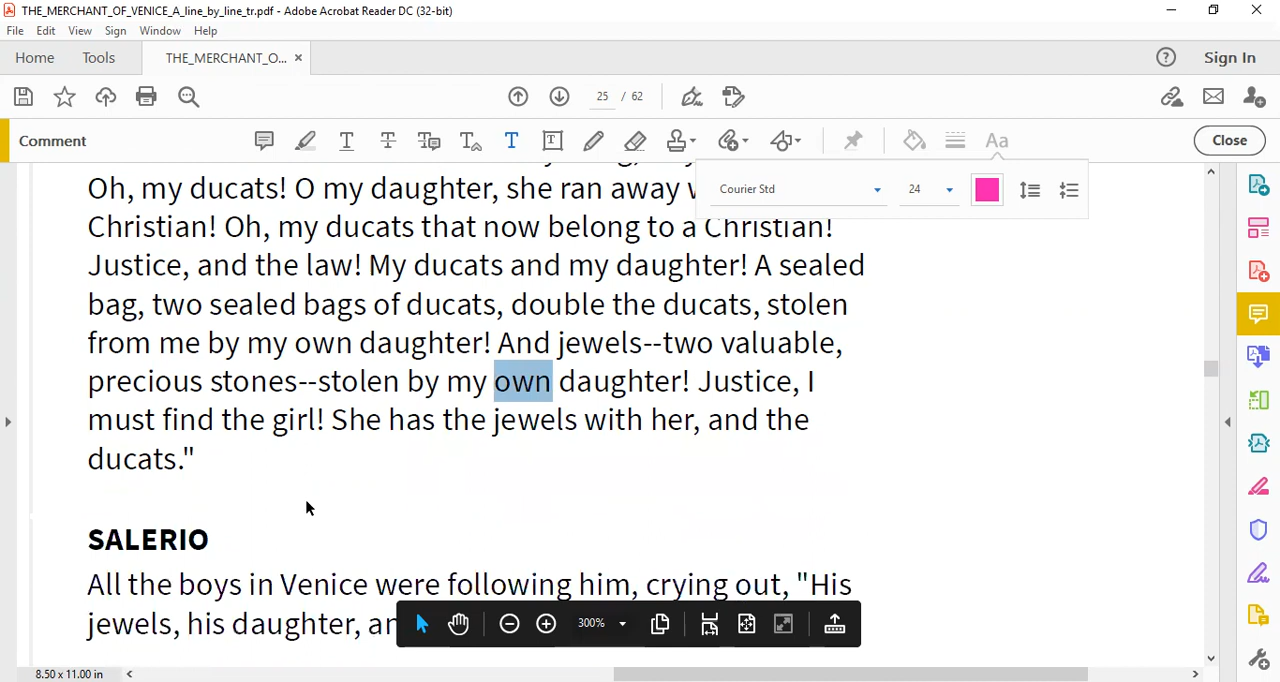 THE_MERCHANT_OF_VENICE_A_line_by_line_tr.pdf - Adobe Acrobat Reader DC (32-bit)
File Edit View Sign Window Help
Home Tools THE_MERCHANT_O... × Sign In
25 / 62
Comment Close
Courier Std 24
Oh, my ducats! O my daughter, she ran away
Christian! Oh, my ducats that now belong to a Christian!
Justice, and the law! My ducats and my daughter! A sealed
bag, two sealed bags of ducats, double the ducats, stolen
from me by my own daughter! And jewels--two valuable,
precious stones--stolen by my own daughter! Justice, I
must find the girl! She has the jewels with her, and the
ducats."
SALERIO
All the boys in Venice were following him, crying out, "His
jewels, his daughter,
300%
8.50 x 11.00 in